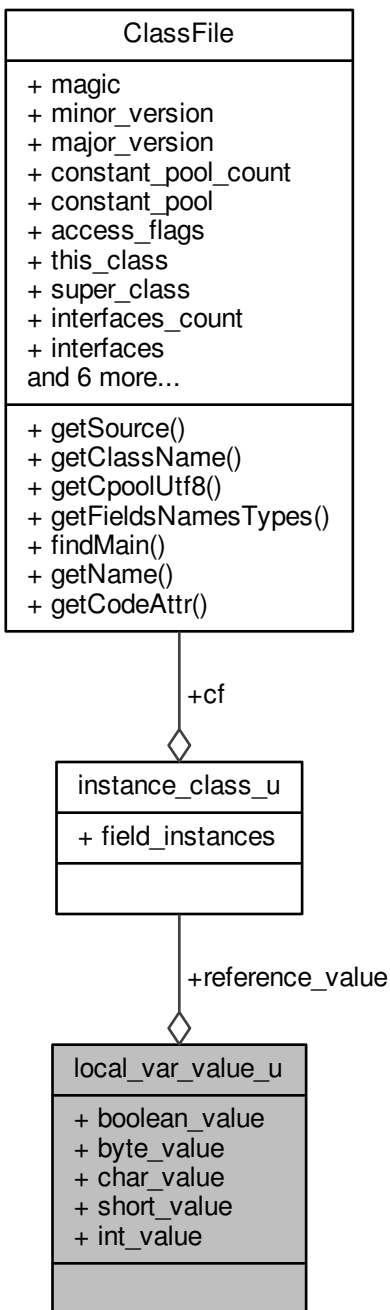 ClassFile
+ magic
+ minor_version
+ major_version
+ constant_pool_count
+ constant_pool
+ access_flags
+ this_class
+ super_class
+ interfaces_count
+ interfaces
and 6 more...
+ getSource()
+ getClassName()
+ getCpoolUtf8()
+ getFieldsNamesTypes()
+ findMain()
+ getName()
+ getCodeAttr()
+cf
instance_class_u
+ field_instances
+reference_value
local_var_value_u
+ boolean_value
+ byte_value
+ char_value
+ short_value
+ int_value